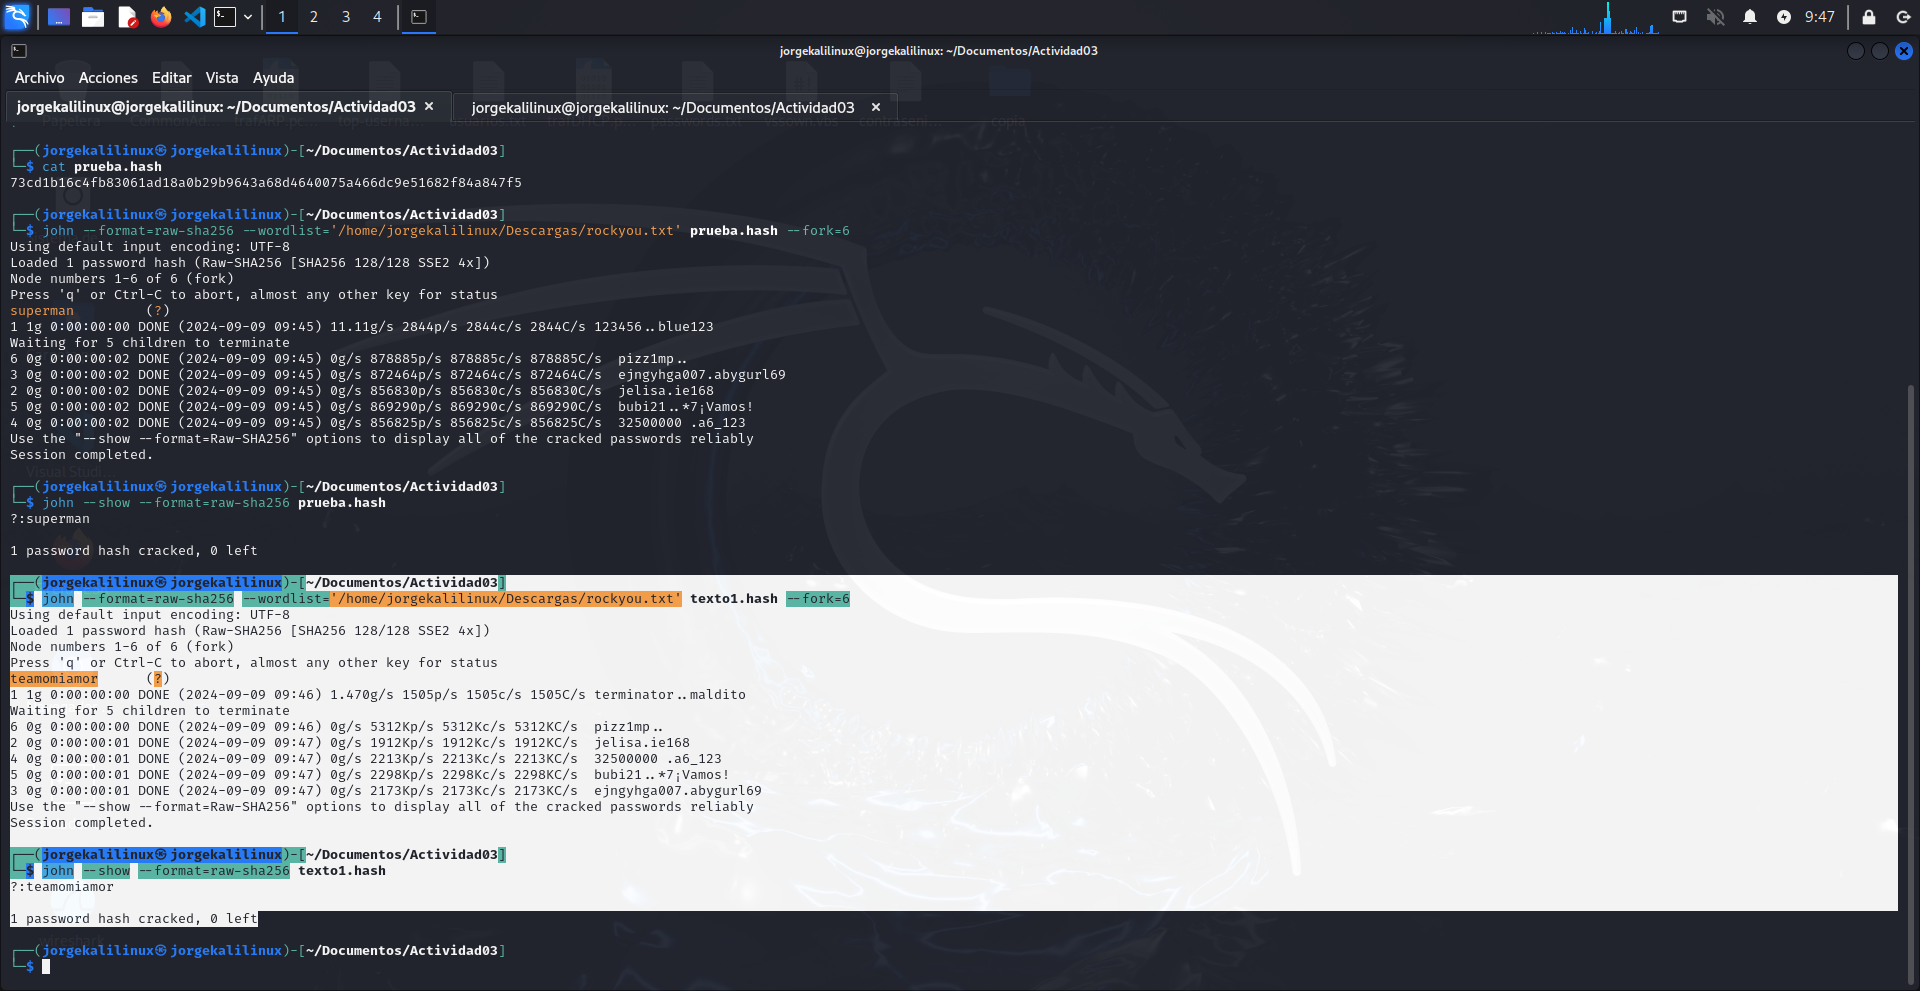 1 2 3 4 9:47
jorgekalilinux@jorgekalilinux: ~/Documentos/Actividad03
Archivo Acciones Editar Vista Ayuda
jorgekalilinux@jorgekalilinux: ~/Documentos/Actividad03 × jorgekalilinux@jorgekalilinux: ~/Documentos/Actividad03 ×
┌──(jorgekalilinux㉿jorgekalilinux)-[~/Documentos/Actividad03]
└─$ cat prueba.hash
73cd1b16c4fb83061ad18a0b29b9643a68d4640075a466dc9e51682f84a847f5
┌──(jorgekalilinux㉿jorgekalilinux)-[~/Documentos/Actividad03]
└─$ john --format=raw-sha256 --wordlist='/home/jorgekalilinux/Descargas/rockyou.txt' prueba.hash --fork=6
Using default input encoding: UTF-8
Loaded 1 password hash (Raw-SHA256 [SHA256 128/128 SSE2 4x])
Node numbers 1-6 of 6 (fork)
Press 'q' or Ctrl-C to abort, almost any other key for status
superman (?)
1 1g 0:00:00:00 DONE (2024-09-09 09:45) 11.11g/s 2844p/s 2844c/s 2844C/s 123456..blue123
Waiting for 5 children to terminate
6 0g 0:00:00:02 DONE (2024-09-09 09:45) 0g/s 878885p/s 878885c/s 878885C/s pizz1mp..
3 0g 0:00:00:02 DONE (2024-09-09 09:45) 0g/s 872464p/s 872464c/s 872464C/s ejngyhga007.abygurl69
2 0g 0:00:00:02 DONE (2024-09-09 09:45) 0g/s 856830p/s 856830c/s 856830C/s jelisa.ie168
5 0g 0:00:00:02 DONE (2024-09-09 09:45) 0g/s 869290p/s 869290c/s 869290C/s bubi21..*7¡Vamos!
4 0g 0:00:00:02 DONE (2024-09-09 09:45) 0g/s 856825p/s 856825c/s 856825C/s 32500000 .a6_123
Use the "--show --format=Raw-SHA256" options to display all of the cracked passwords reliably
Session completed.
┌──(jorgekalilinux㉿jorgekalilinux)-[~/Documentos/Actividad03]
└─$ john --show --format=raw-sha256 prueba.hash
?:superman
1 password hash cracked, 0 left
┌──(jorgekalilinux㉿jorgekalilinux)-[~/Documentos/Actividad03]
└─$ john --format=raw-sha256 --wordlist='/home/jorgekalilinux/Descargas/rockyou.txt' texto1.hash --fork=6
Using default input encoding: UTF-8
Loaded 1 password hash (Raw-SHA256 [SHA256 128/128 SSE2 4x])
Node numbers 1-6 of 6 (fork)
Press 'q' or Ctrl-C to abort, almost any other key for status
teamomiamor (?)
1 1g 0:00:00:00 DONE (2024-09-09 09:46) 1.470g/s 1505p/s 1505c/s 1505C/s terminator..maldito
Waiting for 5 children to terminate
6 0g 0:00:00:00 DONE (2024-09-09 09:46) 0g/s 5312Kp/s 5312Kc/s 5312KC/s pizz1mp..
2 0g 0:00:00:01 DONE (2024-09-09 09:47) 0g/s 1912Kp/s 1912Kc/s 1912KC/s jelisa.ie168
4 0g 0:00:00:01 DONE (2024-09-09 09:47) 0g/s 2213Kp/s 2213Kc/s 2213KC/s 32500000 .a6_123
5 0g 0:00:00:01 DONE (2024-09-09 09:47) 0g/s 2298Kp/s 2298Kc/s 2298KC/s bubi21..*7¡Vamos!
3 0g 0:00:00:01 DONE (2024-09-09 09:47) 0g/s 2173Kp/s 2173Kc/s 2173KC/s ejngyhga007.abygurl69
Use the "--show --format=Raw-SHA256" options to display all of the cracked passwords reliably
Session completed.
┌──(jorgekalilinux㉿jorgekalilinux)-[~/Documentos/Actividad03]
└─$ john --show --format=raw-sha256 texto1.hash
?:teamomiamor
1 password hash cracked, 0 left
┌──(jorgekalilinux㉿jorgekalilinux)-[~/Documentos/Actividad03]
└─$